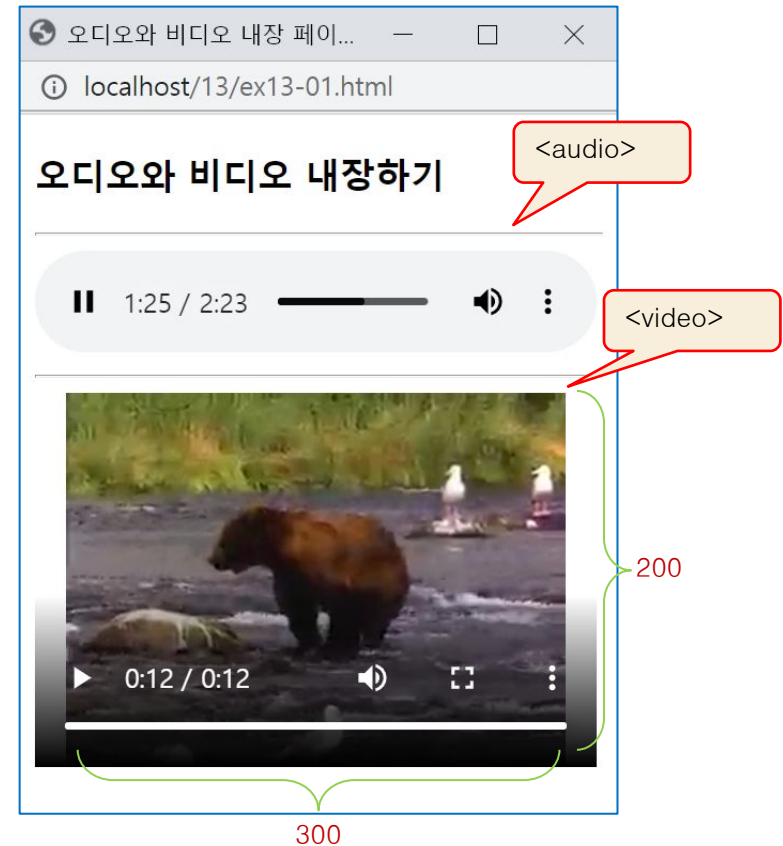 오디오와 비디오 내장 페이...
localhost/13/ex13-01.html
<audio>
오디오와 비디오 내장하기
1:25 / 2:23
<video>
200
0:12 / 0:12
300